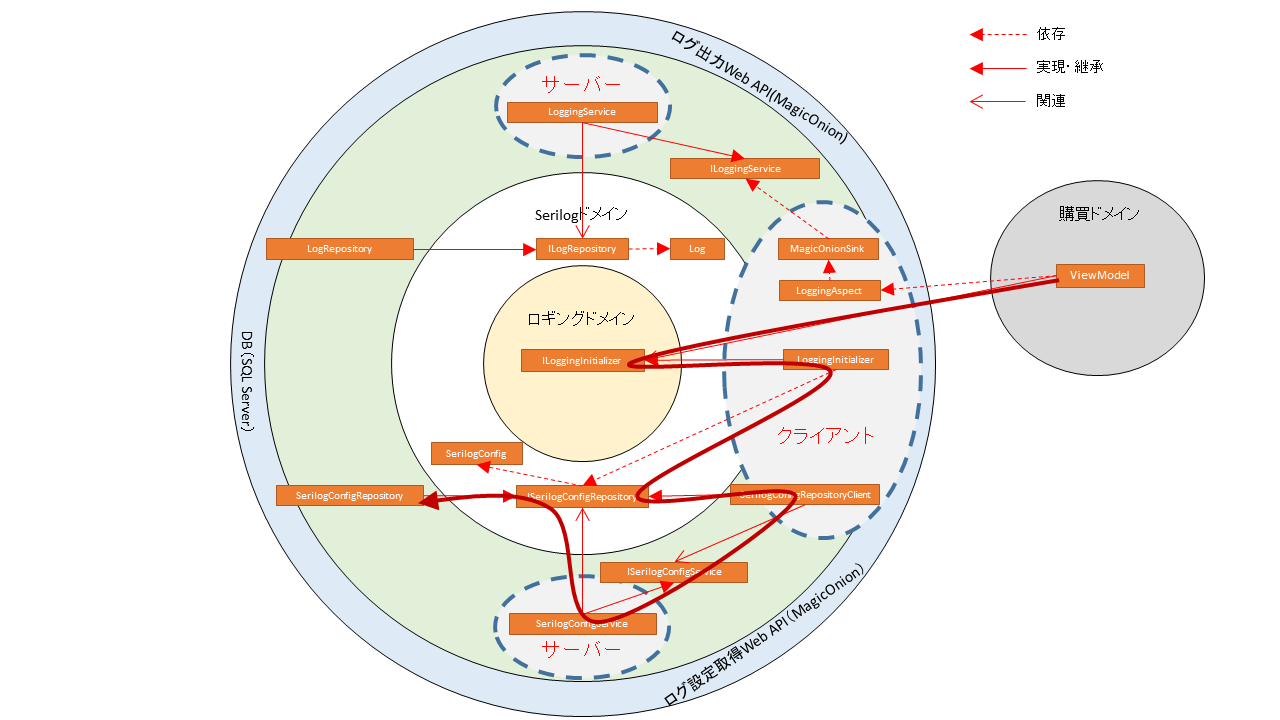 依存
実現・継承
関連
ログ出力Web API(MagicOnion)
サーバー
LoggingService
ILoggingService
Serilogドメイン
LogRepository
ILogRepository
Log
MagicOnionSink
LoggingAspect
購買ドメイン
ViewModel
ロギングドメイン
ILoggingInitializer
LoggingInitializer
クライアント
DB（SQL Server）
SerilogConfig
SerilogConfigRepository
ISerilogConfigRepository
SerilogConfigRepositoryClient
ISerilogConfigService
SerilogConfigService
サーバー
ログ設定取得Web API（MagicOnion）